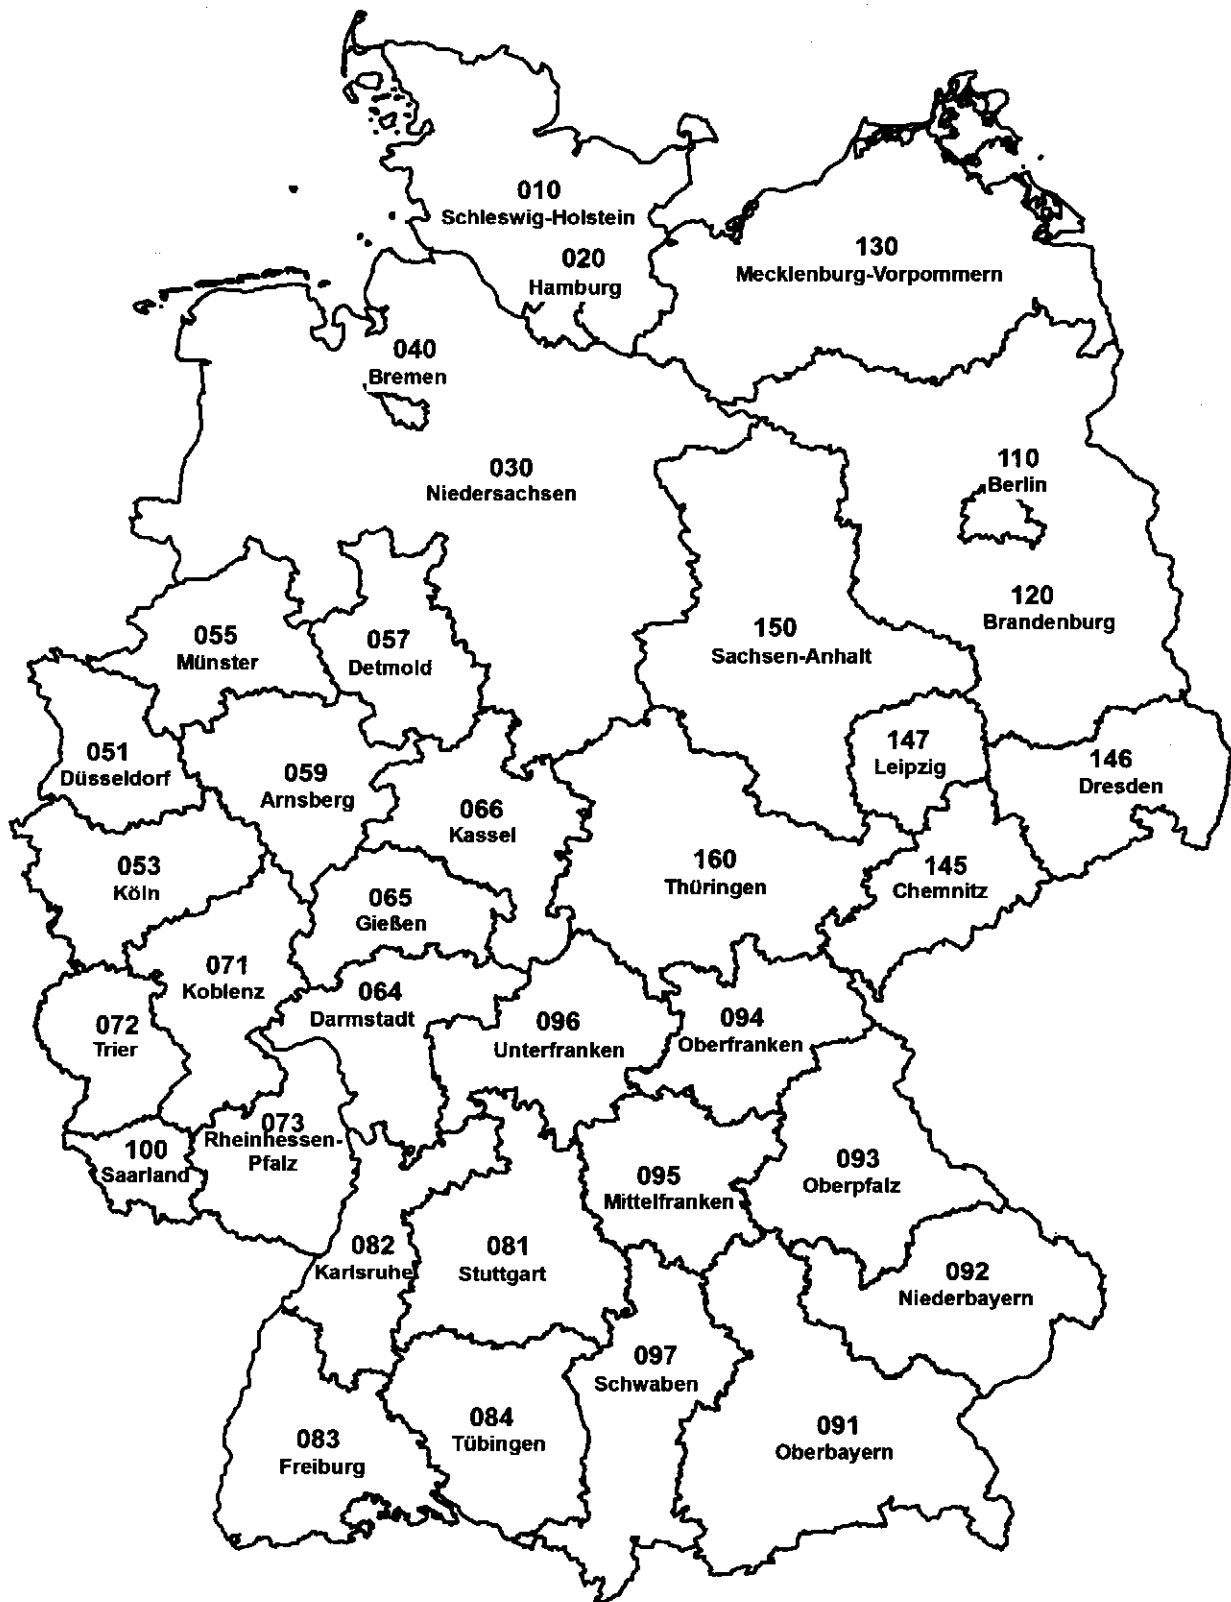 010
Schleswig-Holstein
020
Hamburg
130
Mecklenburg-Vorpommern
040
Bremen
030
Niedersachsen
110
Berlin
120
Brandenburg
055
Münster
057
Detmold
150
Sachsen-Anhalt
051
Düsseldorf
059
Arnsberg
147
Leipzig
146
Dresden
066
Kassel
053
Köln
160
Thüringen
145
Chemnitz
065
Gießen
071
Koblenz
064
Darmstadt
072
Trier
096
Unterfranken
094
Oberfranken
073
Rheinhessen-
Pfalz
100
Saarland
095
Mittelfranken
093
Oberpfalz
082
Karlsruhe
081
Stuttgart
092
Niederbayern
097
Schwaben
083
Freiburg
084
Tübingen
091
Oberbayern